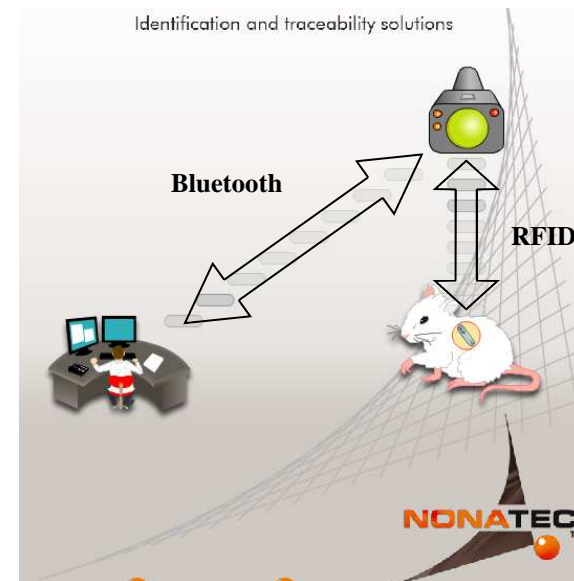 Identification and traceability solutions
Bluetooth
RFID
NONATEC